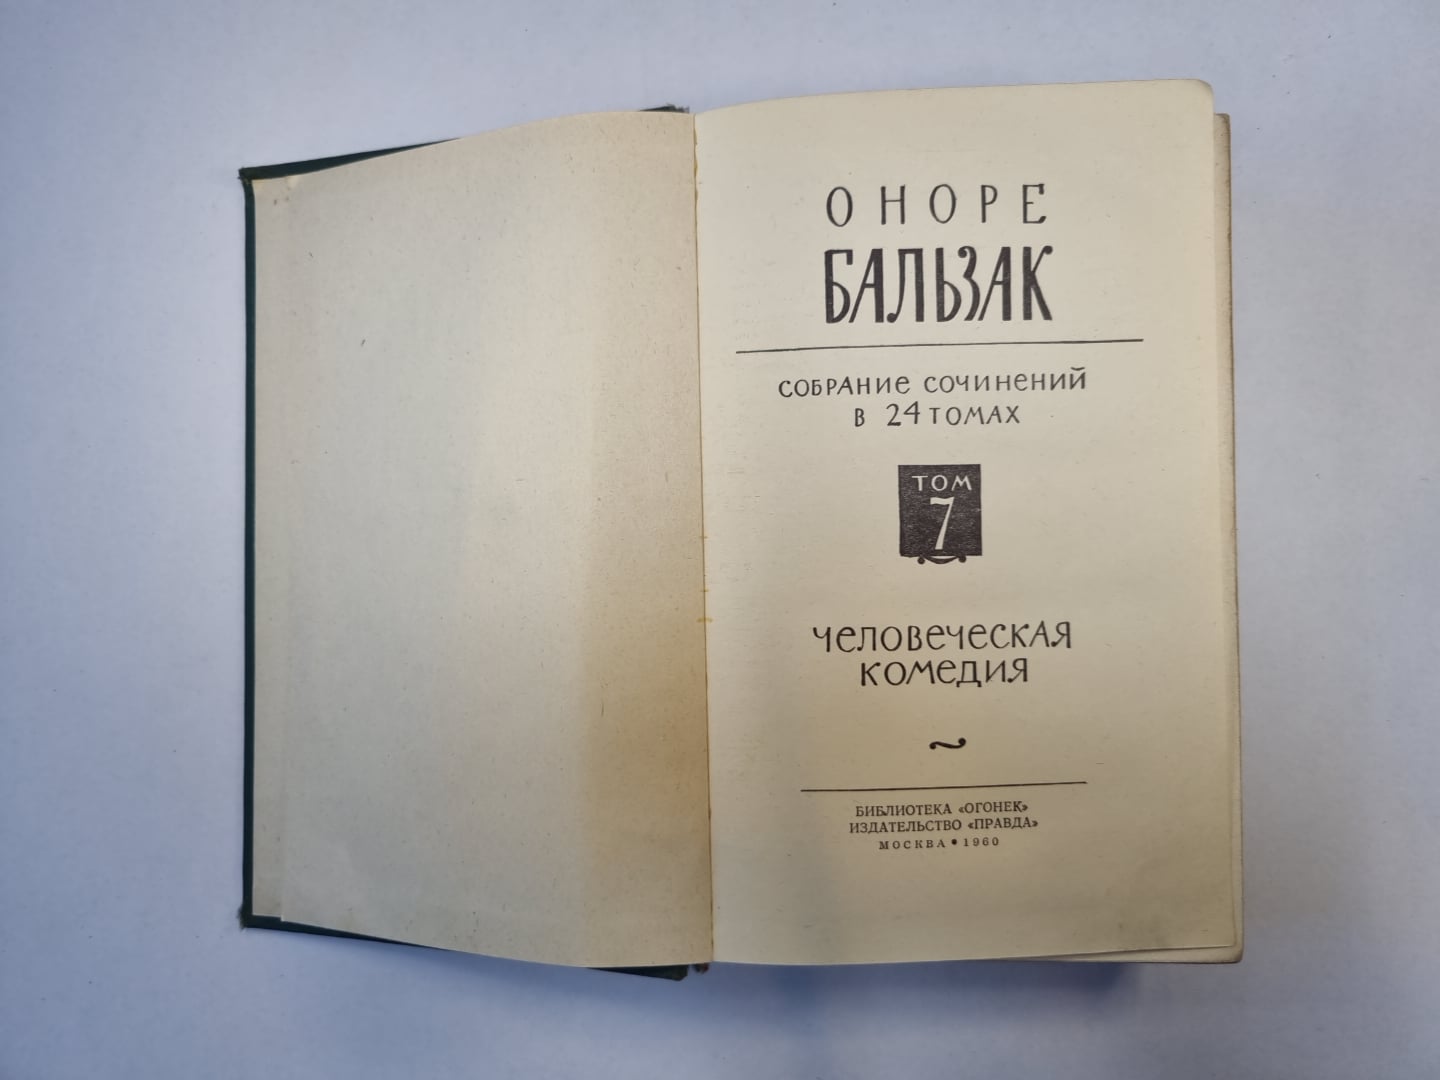 ОНОРЕ
БАЛЬЗАК
СОБРАНИЕ СОЧИНЕНИЙ
В 24 ТОМАХ
ТОМ
7
ЧЕЛОВЕЧЕСКАЯ
КОМЕДИЯ
БИБЛИОТЕКА «ОГОНЕК»
ИЗДАТЕЛЬСТВО «ПРАВДА»
МОСКВА • 1960